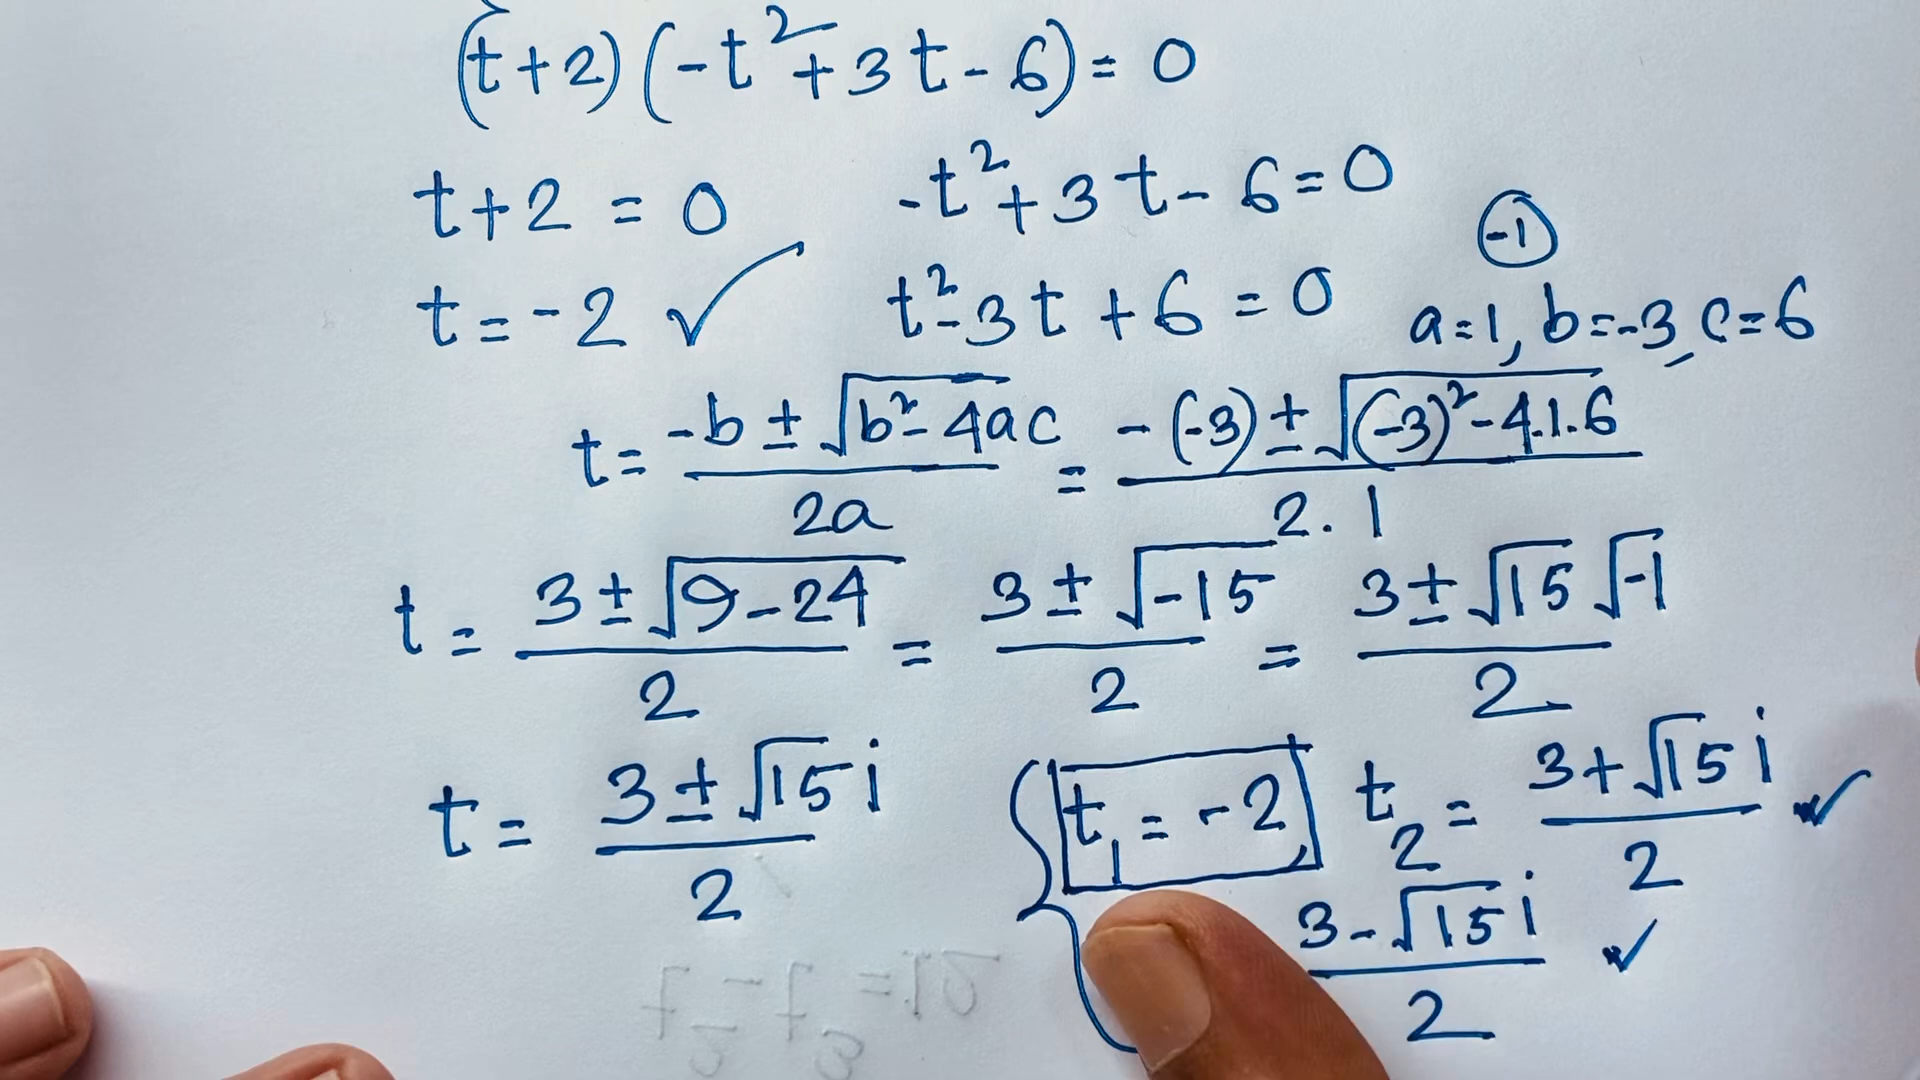 (t+2)(-t²+3t-6)=0
t+2=0 -t²+3t-6=0
(-1)
t=-2 ✓ t²-3t+6=0 a=1, b=-3, c=6
t= (-b±√(b²-4ac))/2a = (-(-3)±√((-3)²-4.1.6))/2.1
t= (3±√(9-24))/2 = (3±√-15)/2 = (3±√15 √-1)/2
t= (3±√15 i)/2 { t₁=-2, t₂= (3+√15 i)/2 ✓
(3-√15 i)/2 ✓